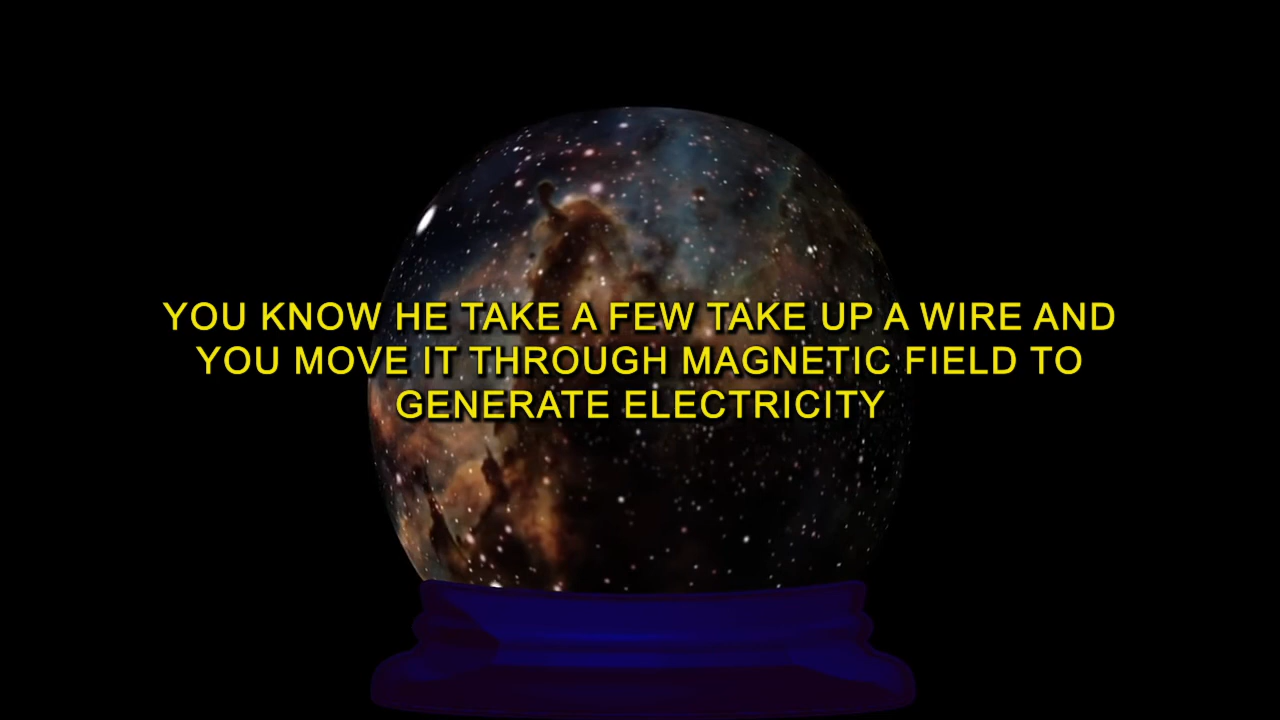 YOU KNOW HE TAKE A FEW TAKE UP A WIRE AND
YOU MOVE IT THROUGH MAGNETIC FIELD TO
GENERATE ELECTRICITY